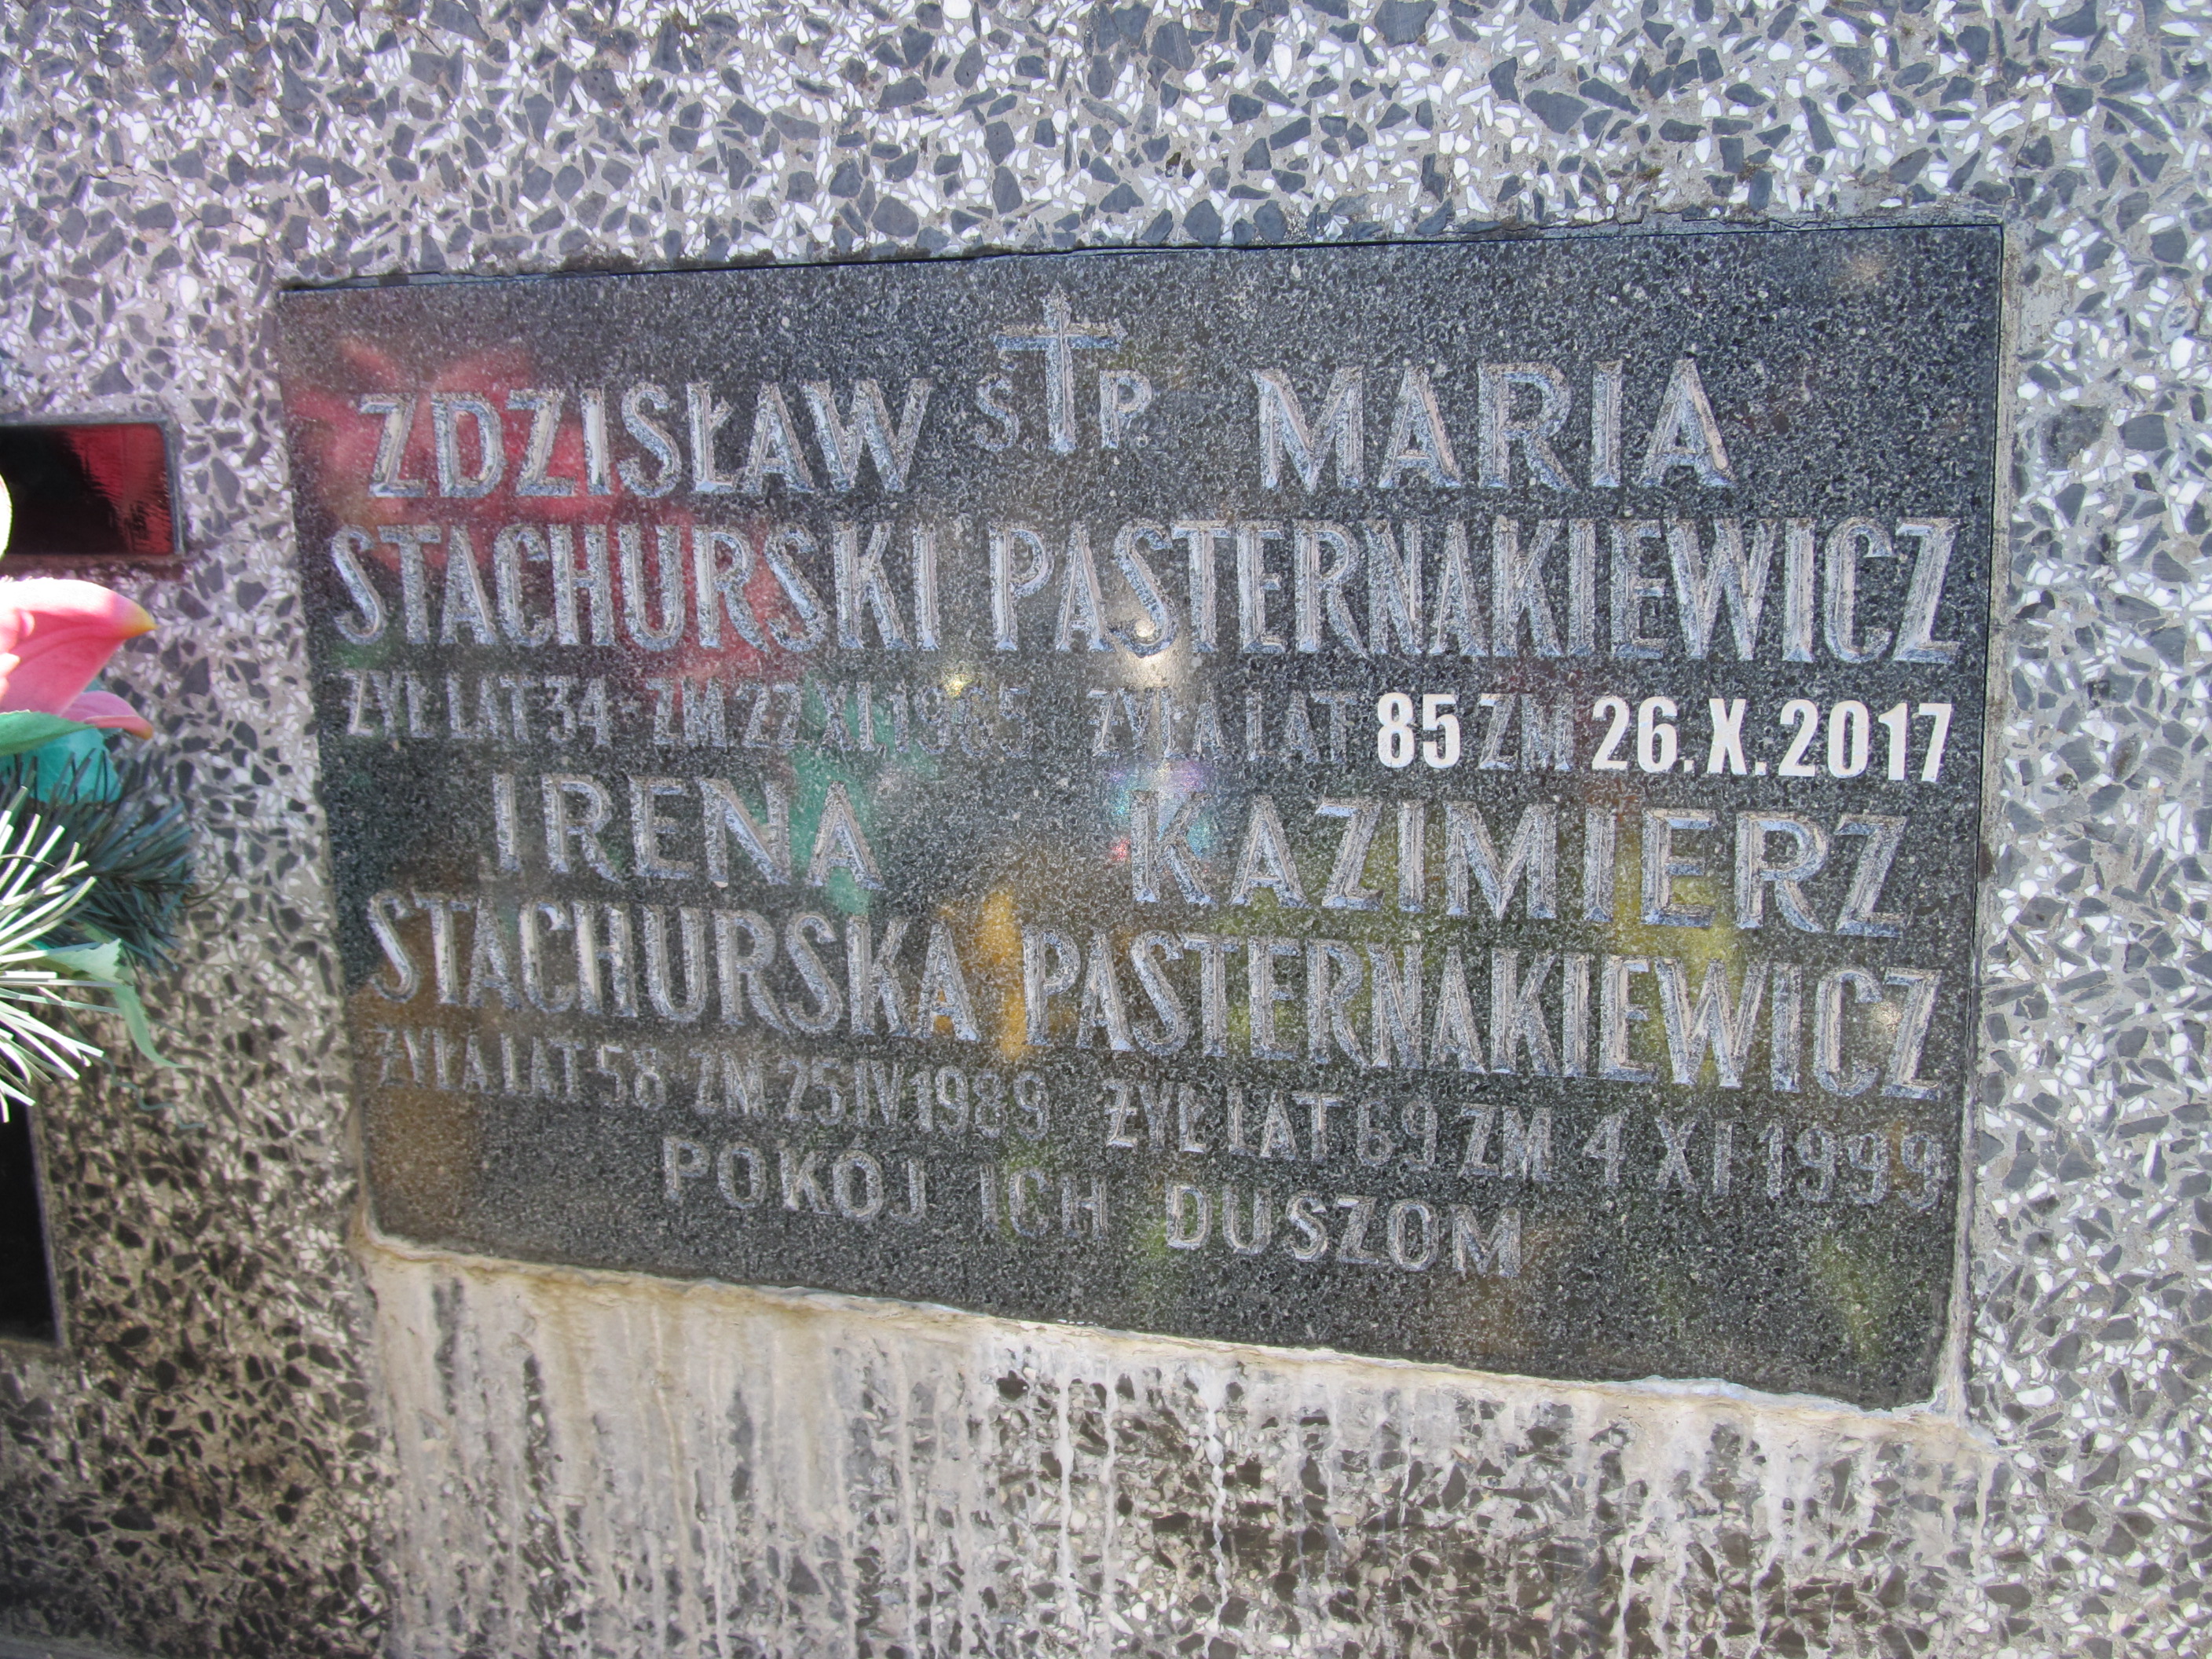 S P
ZDZISŁAW MARIA
STACHURSKI PASTERNAKIEWICZ
ŻYŁ LAT 34 ZM 22 XI 1965 ŻYŁA LAT 85 ZM 26.X.2017
IRENA KAZIMIERZ
STACHURSKA PASTERNAKIEWICZ
ŻYŁA LAT 58 ZM 25 IV 1989 ŻYŁ LAT 69 ZM 4 XI 1999
POKÓJ ICH DUSZOM